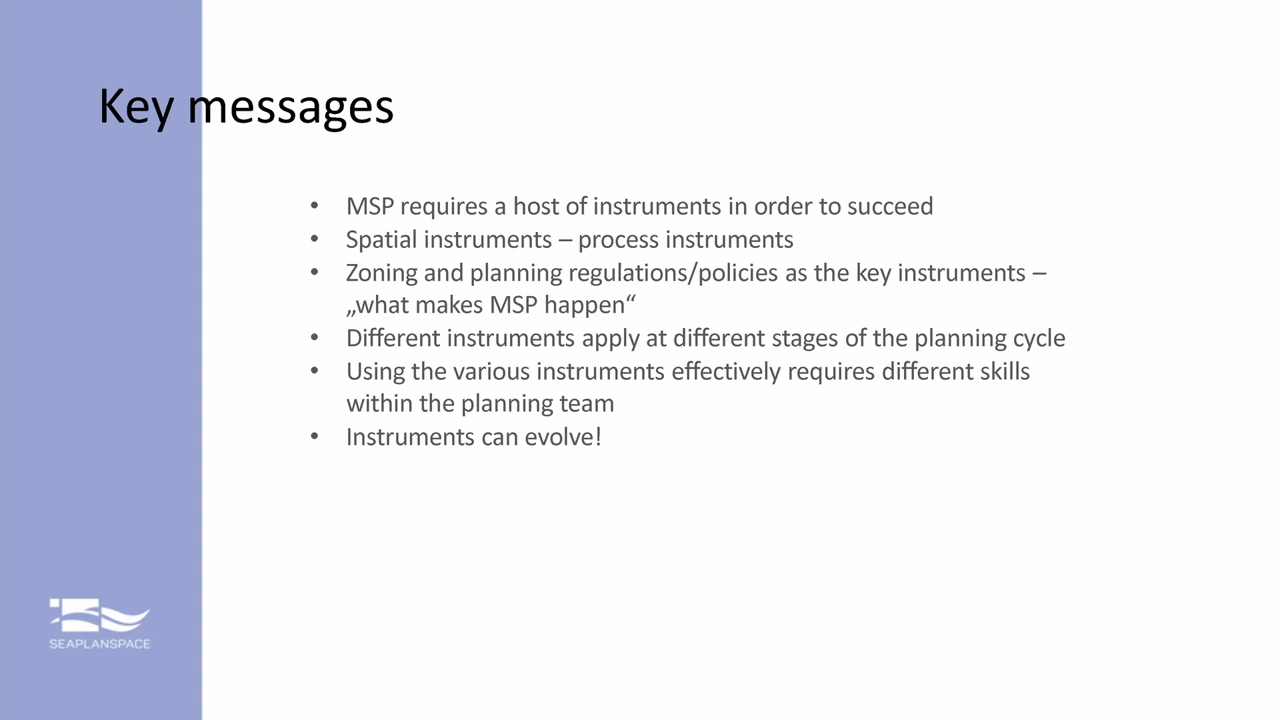 Key messages
• MSP requires a host of instruments in order to succeed
• Spatial instruments – process instruments
• Zoning and planning regulations/policies as the key instruments –
„what makes MSP happen“
• Different instruments apply at different stages of the planning cycle
• Using the various instruments effectively requires different skills
within the planning team
• Instruments can evolve!
SEAPLANSPACE